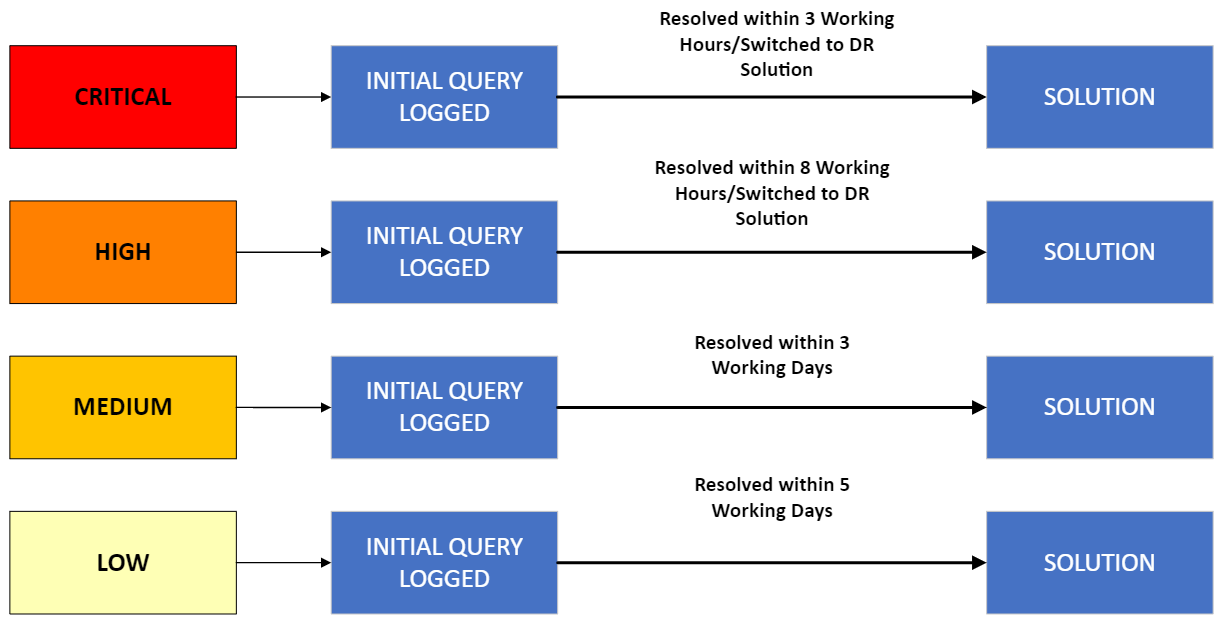 CRITICAL
INITIAL QUERY
LOGGED
Resolved within 3 Working
Hours/Switched to DR
Solution
SOLUTION
HIGH
INITIAL QUERY
LOGGED
Resolved within 8 Working
Hours/Switched to DR
Solution
SOLUTION
MEDIUM
INITIAL QUERY
LOGGED
Resolved within 3
Working Days
SOLUTION
LOW
INITIAL QUERY
LOGGED
Resolved within 5
Working Days
SOLUTION